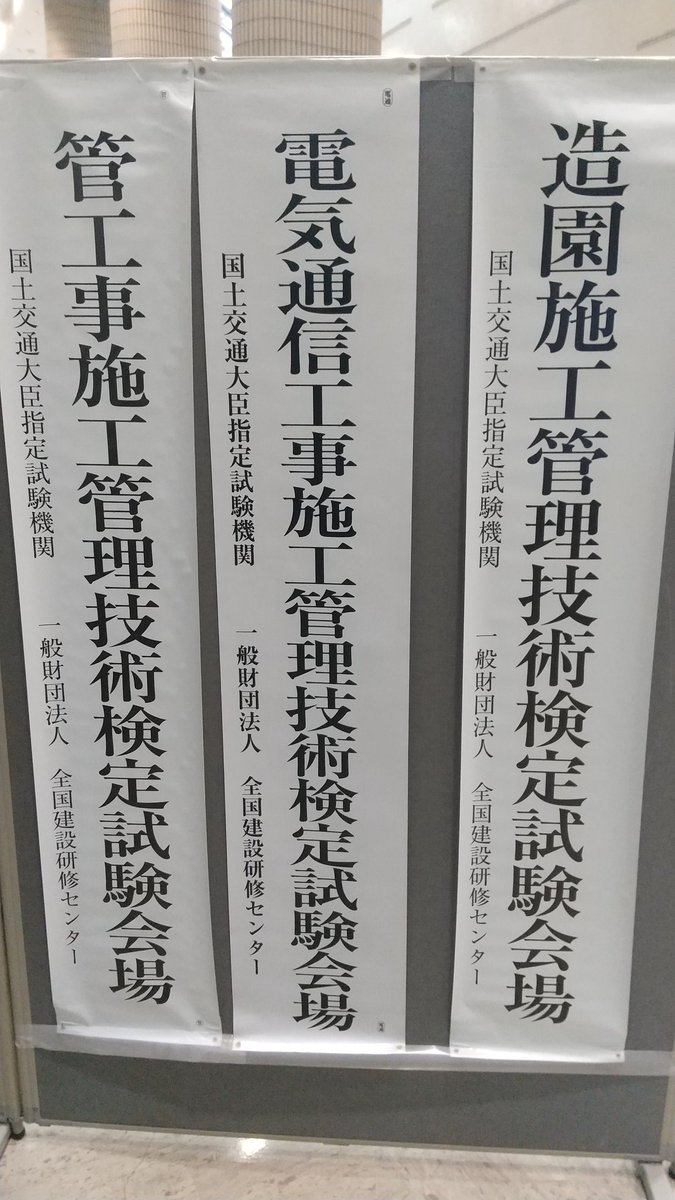 造園施工管理技術検定試験会場
国土交通大臣指定試験機関 一般財団法人 全国建設研修センター
電通
電気通信工事施工管理技術検定試験会場
国土交通大臣指定試験機関 一般財団法人 全国建設研修センター
管工事施工管理技術検定試験会場
国土交通大臣指定試験機関 一般財団法人 全国建設研修センター